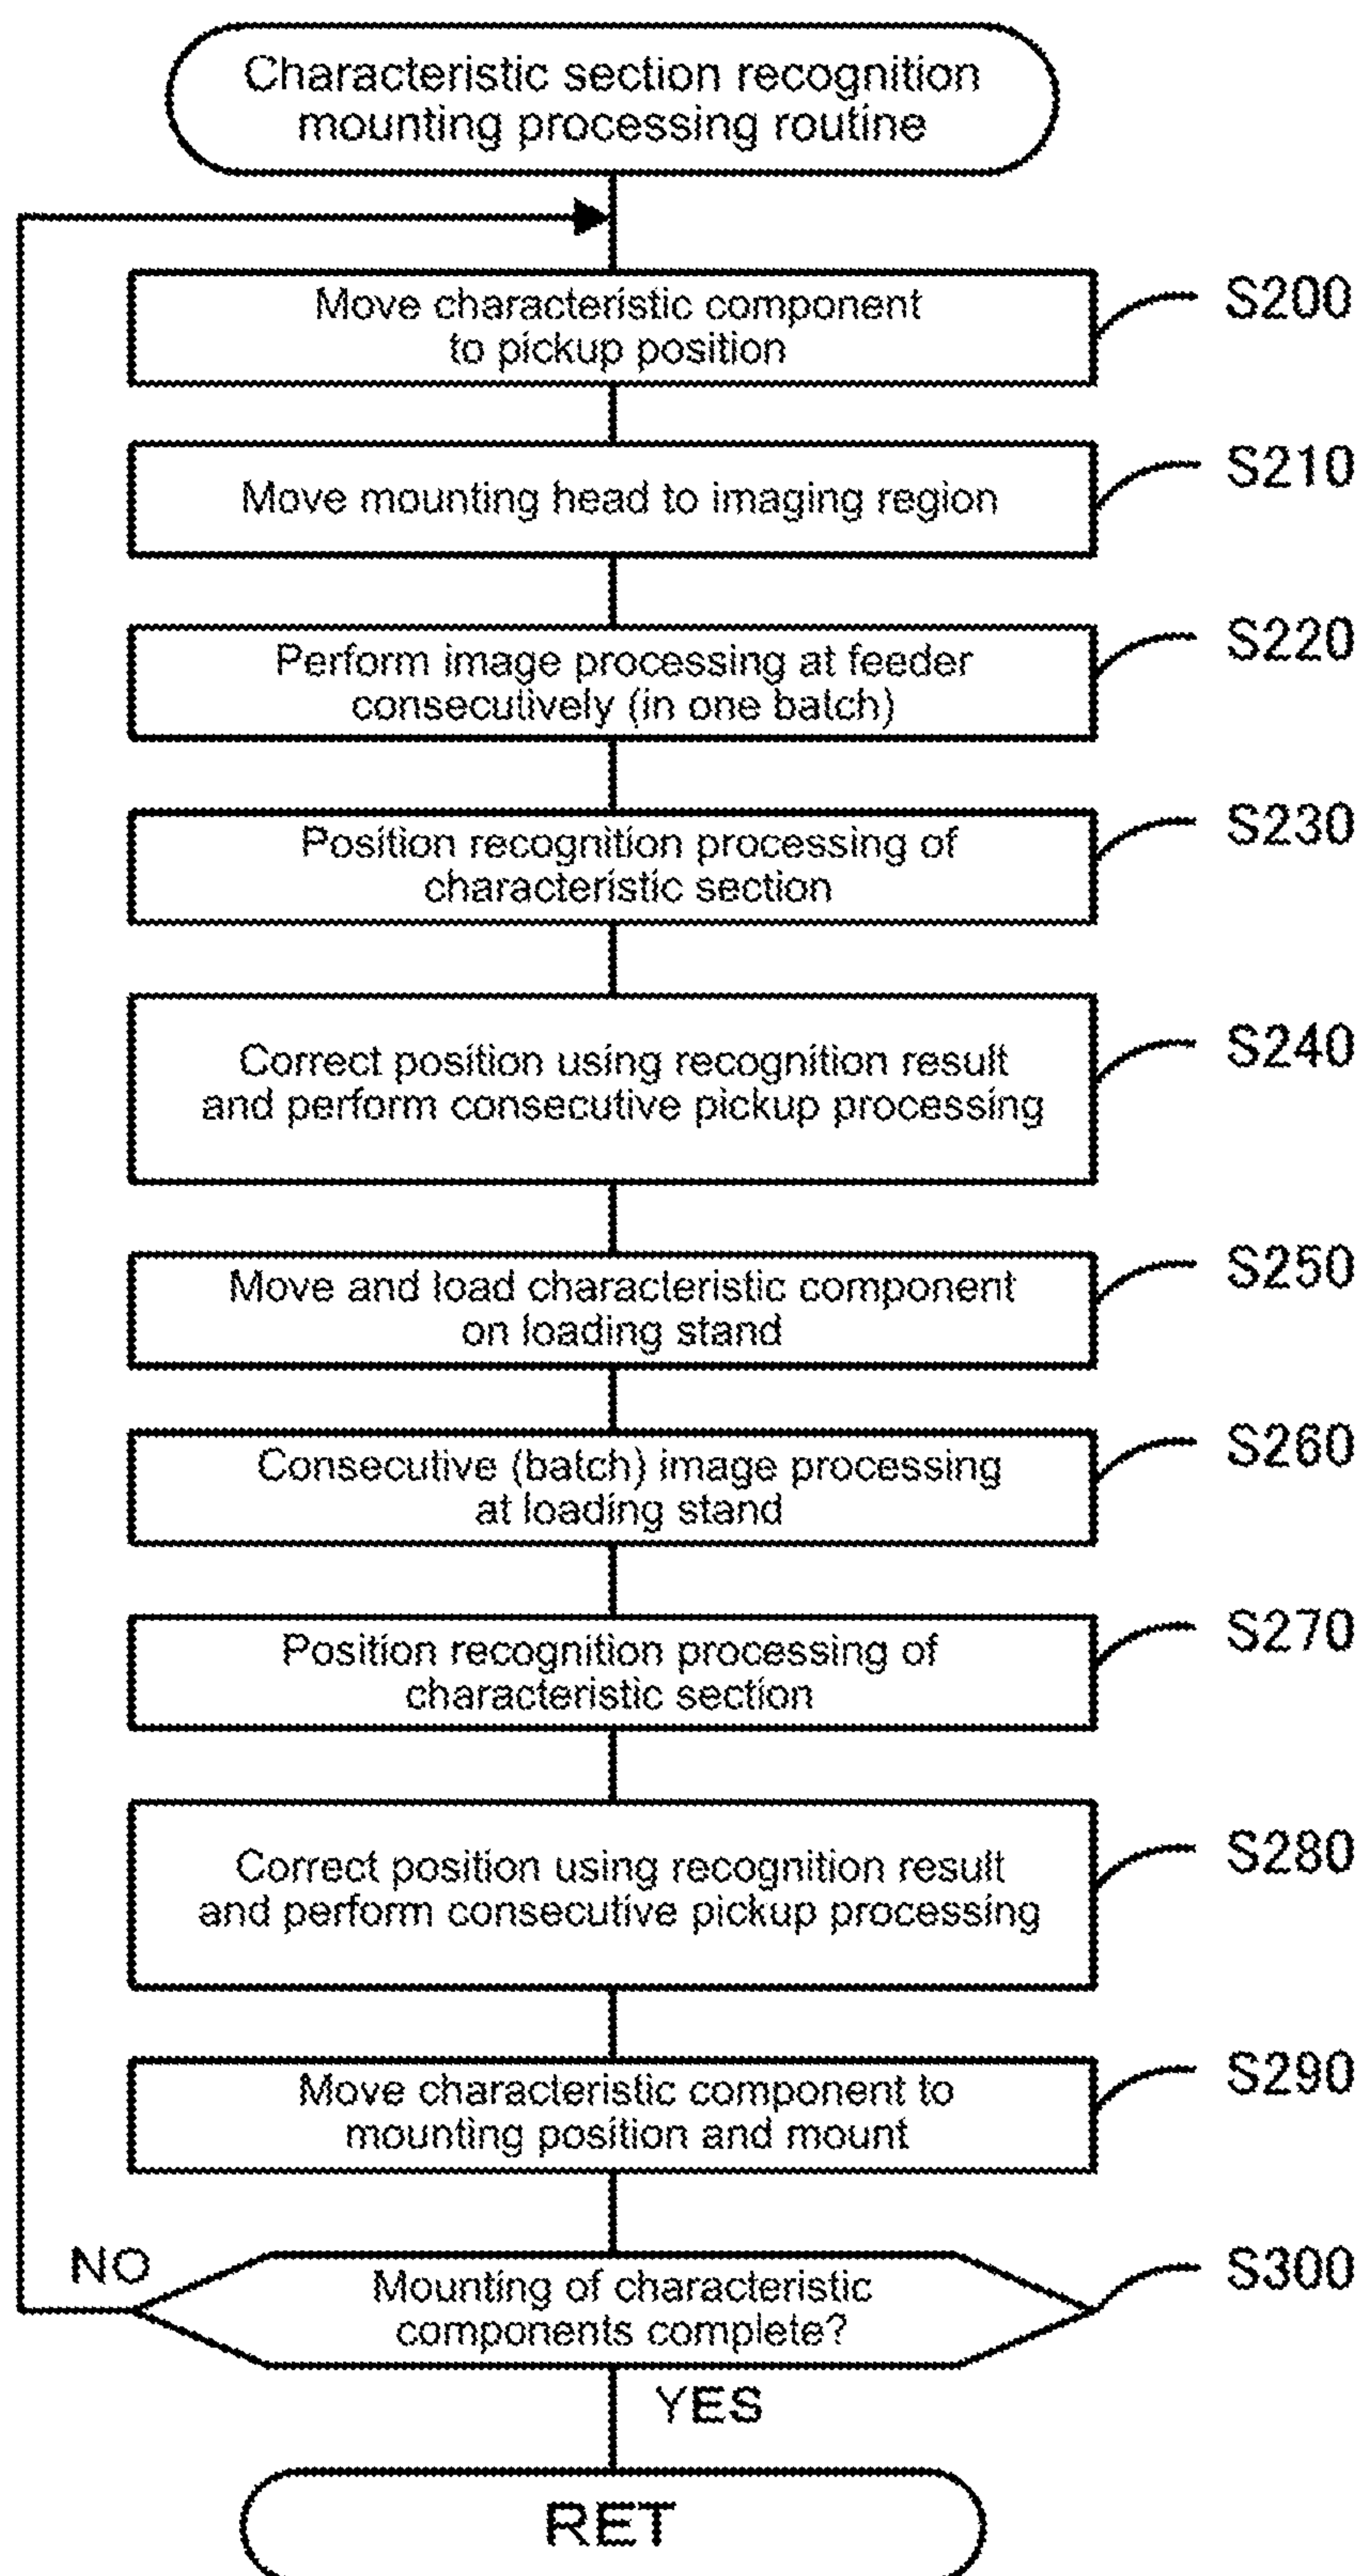 Characteristic section recognition
mounting processing routine
Move characteristic component
to pickup position
S200
Move mounting head to imaging region
S210
Perform image processing at feeder
consecutively (in one batch)
S220
Position recognition processing of
characteristic section
S230
Correct position using recognition result
and perform consecutive pickup processing
S240
Move and load characteristic component
on loading stand
S250
Consecutive (batch) image processing
at loading stand
S260
Position recognition processing of
characteristic section
S270
Correct position using recognition result
and perform consecutive pickup processing
S280
Move characteristic component to
mounting position and mount
S290
NO
Mounting of characteristic
components complete?
S300
YES
RET